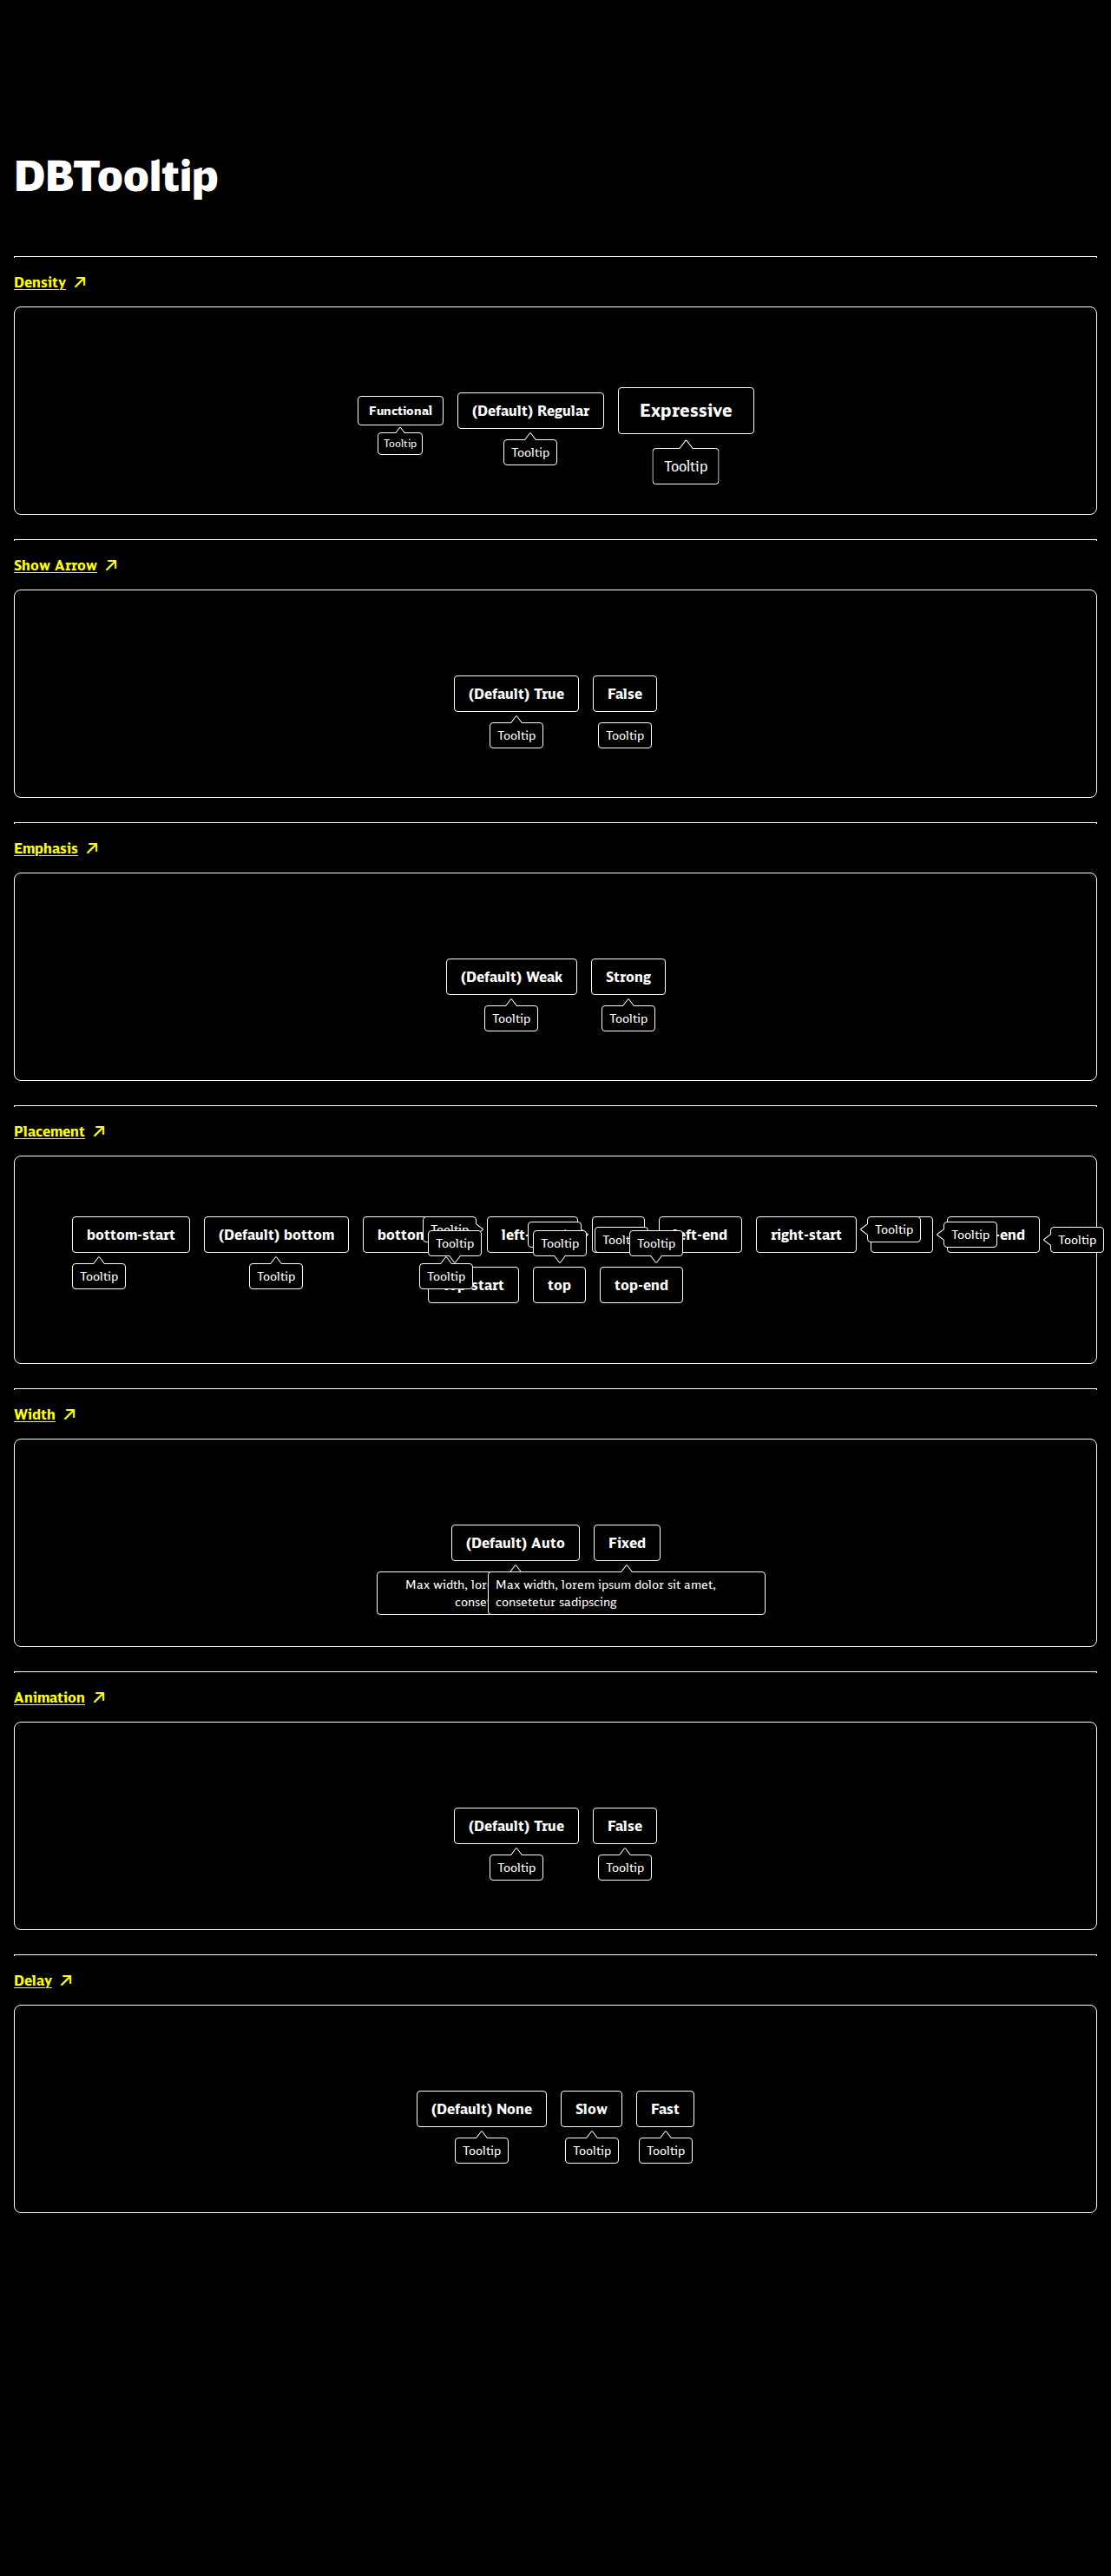 DBTooltip
Density
Functional (Default) Regular Expressive
Tooltip Tooltip Tooltip
Show Arrow
(Default) True False
Tooltip Tooltip
Emphasis
(Default) Weak Strong
Tooltip Tooltip
Placement
bottom-start (Default) bottom bottom left- left-end right-start -end
Tooltip Tooltip Tooltip Tooltip Tooltip Tooltip Tooltip
Tooltip Tooltip Tooltip
top-start top top-end
Width
(Default) Auto Fixed
Max width, lor Max width, lorem ipsum dolor sit amet,
conse consetetur sadipscing
Animation
(Default) True False
Tooltip Tooltip
Delay
(Default) None Slow Fast
Tooltip Tooltip Tooltip